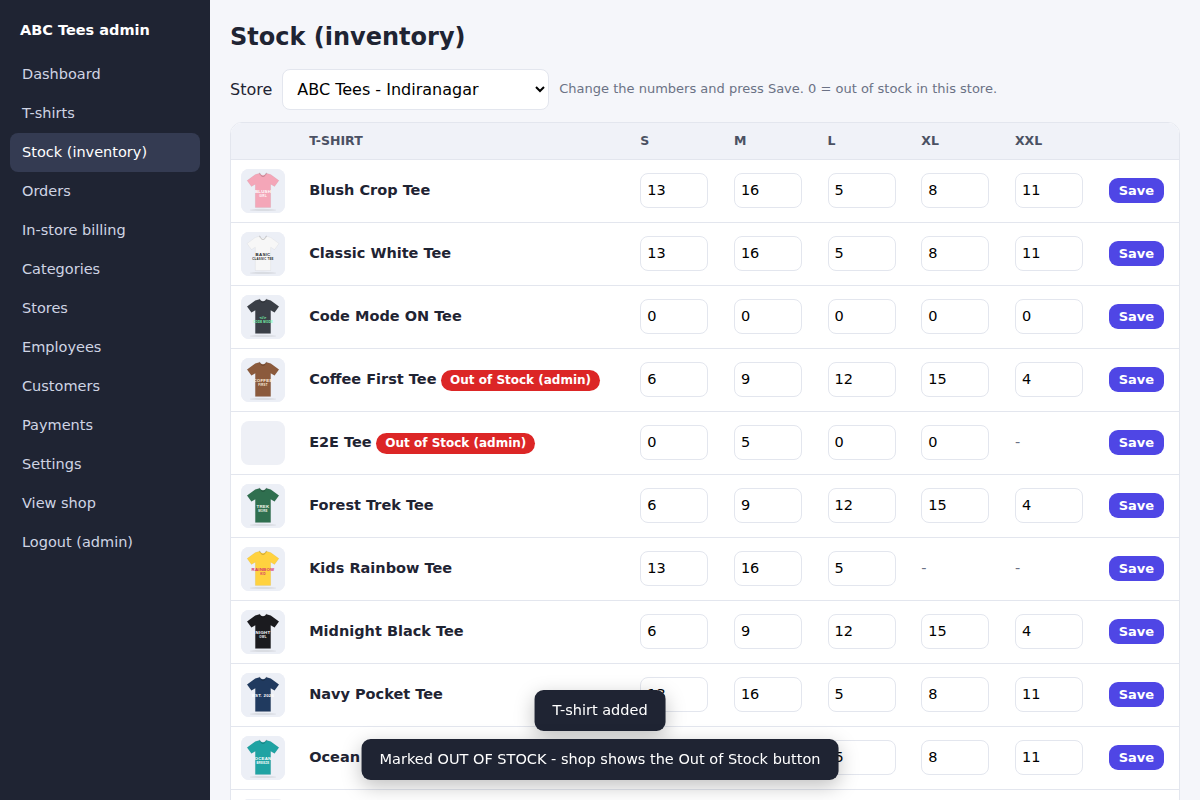 ABC Tees admin
Dashboard
T-shirts
Stock (inventory)
Orders
In-store billing
Categories
Stores
Employees
Customers
Payments
Settings
View shop
Logout (admin)
Stock (inventory)
Store ABC Tees - Indiranagar Change the numbers and press Save. 0 = out of stock in this store.
T-SHIRT S M L XL XXL
Blush Crop Tee 13 16 5 8 11 Save
Classic White Tee 13 16 5 8 11 Save
Code Mode ON Tee 0 0 0 0 0 Save
Coffee First Tee Out of Stock (admin) 6 9 12 15 4 Save
E2E Tee Out of Stock (admin) 0 5 0 0 - Save
Forest Trek Tee 6 9 12 15 4 Save
Kids Rainbow Tee 13 16 5 - - Save
Midnight Black Tee 6 9 12 15 4 Save
Navy Pocket Tee 16 5 8 11 Save
T-shirt added
Ocean 8 11 Save
Marked OUT OF STOCK - shop shows the Out of Stock button